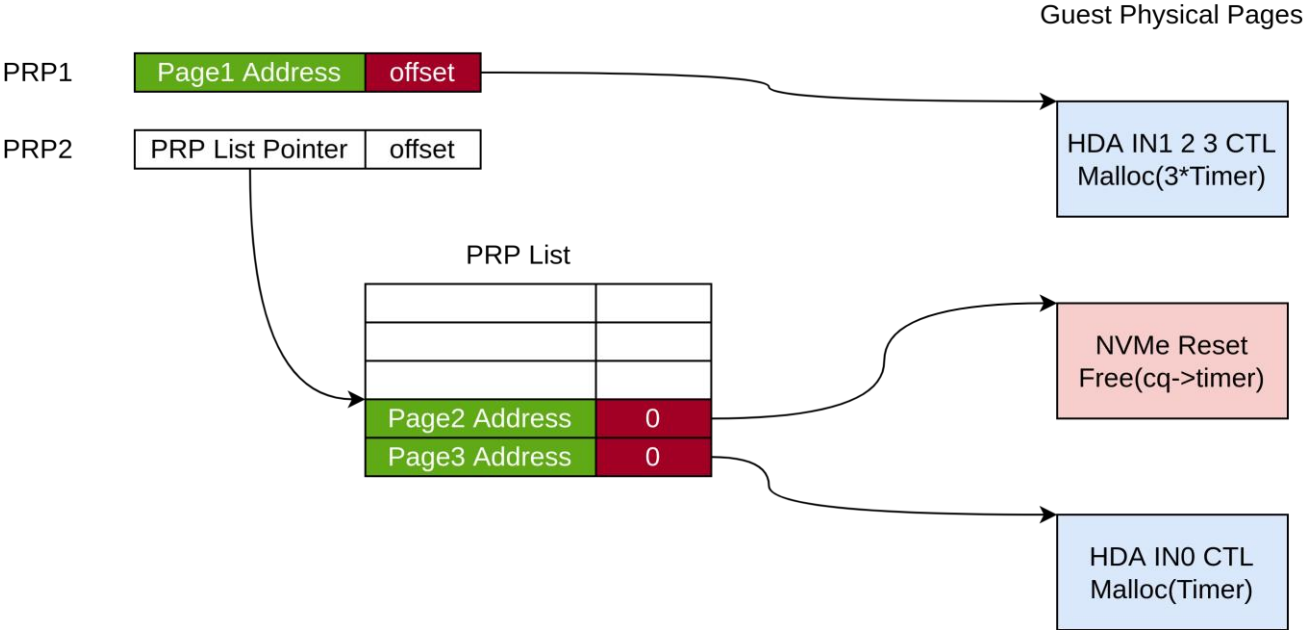 Guest Physical Pages
PRP1
Page1 Address
offset
HDA IN1 2 3 CTL
Malloc(3*Timer)
PRP2
PRP List Pointer
offset
PRP List
NVMe Reset
Free(cq->timer)
Page2 Address
0
Page3 Address
0
HDA IN0 CTL
Malloc(Timer)